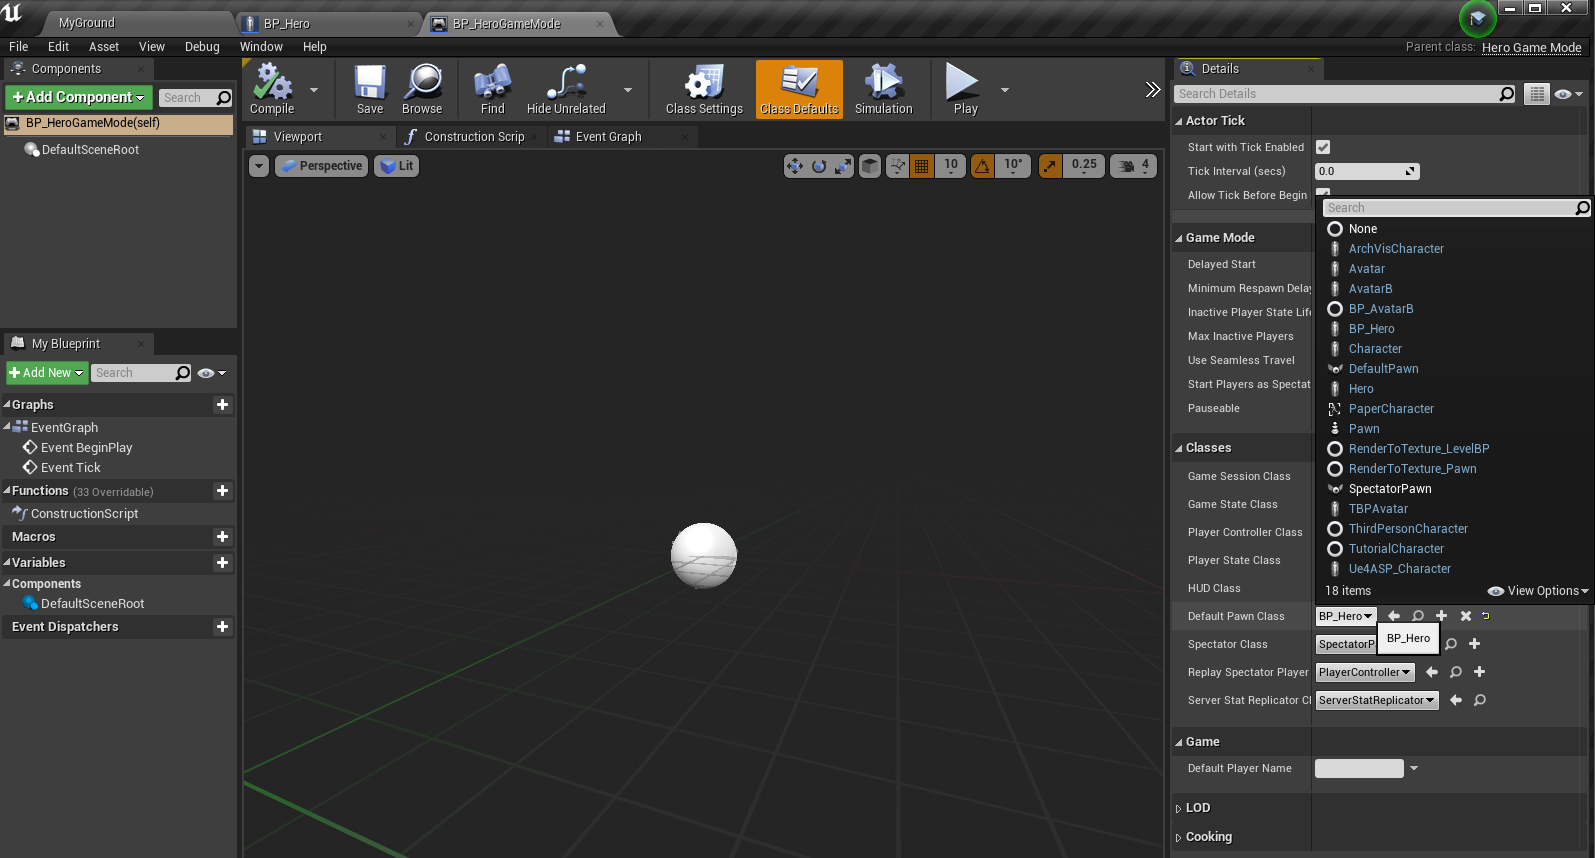 MyGround
BP_Hero
BP_HeroGameMode
File Edit Asset View Debug Window Help
Parent class: Hero Game Mode
Components
Add Component
Search
BP_HeroGameMode(self)
DefaultSceneRoot
My Blueprint
Add New
Search
Graphs
EventGraph
Event BeginPlay
Event Tick
Functions (33 Overridable)
ConstructionScript
Macros
Variables
Components
DefaultSceneRoot
Event Dispatchers
Compile
Save
Browse
Find
Hide Unrelated
Class Settings
Class Defaults
Simulation
Play
Viewport
Construction Scrip
Event Graph
Perspective
Lit
10
10°
0.25
4
Details
Search Details
Actor Tick
Start with Tick Enabled
Tick Interval (secs) 0.0
Allow Tick Before Begin
Game Mode
Delayed Start
Minimum Respawn Delay
Inactive Player State Life
Max Inactive Players
Use Seamless Travel
Start Players as Spectat
Pauseable
Classes
Game Session Class
Game State Class
Player Controller Class
Player State Class
HUD Class
Search
None
ArchVisCharacter
Avatar
AvatarB
BP_AvatarB
BP_Hero
Character
DefaultPawn
Hero
PaperCharacter
Pawn
RenderToTexture_LevelBP
RenderToTexture_Pawn
SpectatorPawn
TBPAvatar
ThirdPersonCharacter
TutorialCharacter
Ue4ASP_Character
18 items
View Options
Default Pawn Class BP_Hero
BP_Hero
Spectator Class SpectatorP
Replay Spectator Player PlayerController
Server Stat Replicator Cl ServerStatReplicator
Game
Default Player Name
LOD
Cooking